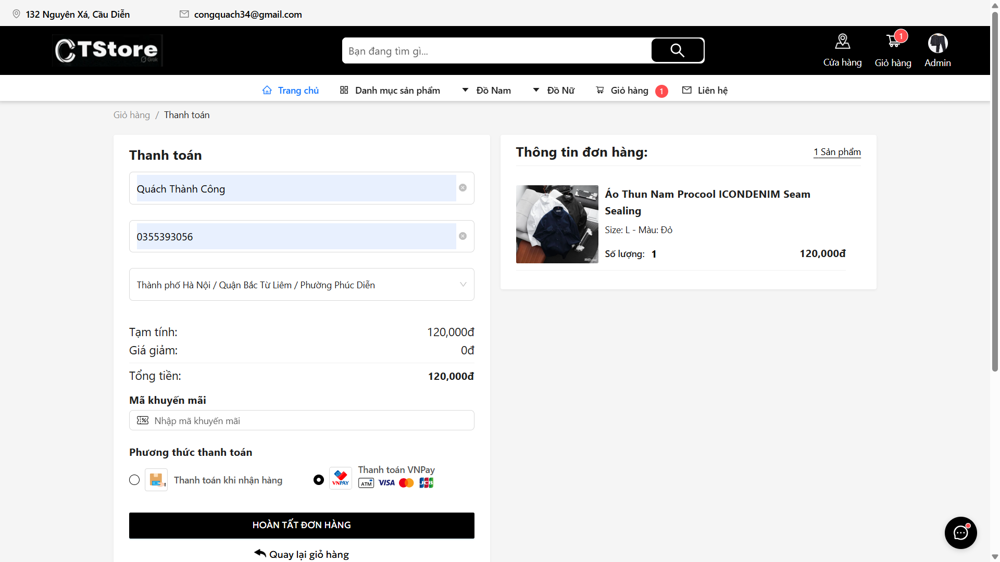 132 Nguyên Xá, Cầu Diễn
congquach34@gmail.com
CTStore
Grok
Bạn đang tìm gì...
Cửa hàng
1
Giỏ hàng
Admin
Trang chủ
Danh mục sản phẩm
Đồ Nam
Đồ Nữ
Giỏ hàng 1
Liên hệ
Giỏ hàng / Thanh toán
Thanh toán
Quách Thành Công
0355393056
Thành phố Hà Nội / Quận Bắc Từ Liêm / Phường Phúc Diễn
Tạm tính: 120,000đ
Giá giảm: 0đ
Tổng tiền: 120,000đ
Mã khuyến mãi
Nhập mã khuyến mãi
Phương thức thanh toán
Thanh toán khi nhận hàng
VNPAY
Thanh toán VNPay
ATM VISA JCB
HOÀN TẤT ĐƠN HÀNG
Quay lại giỏ hàng
Thông tin đơn hàng:
1 Sản phẩm
Áo Thun Nam Procool ICONDENIM Seam
Sealing
Size: L - Màu: Đỏ
Số lượng: 1
120,000đ